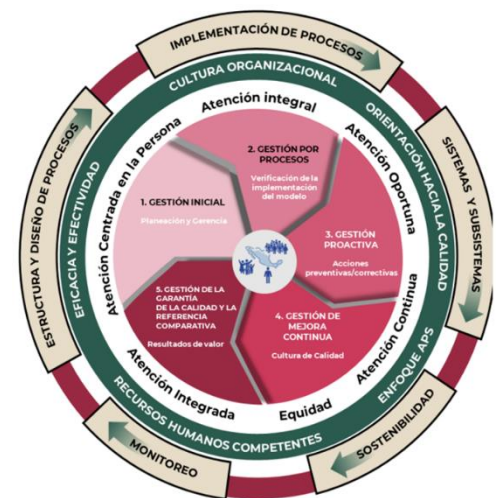 IMPLEMENTACIÓN DE PROCESOS
SISTEMAS Y SUBSISTEMAS
SOSTENIBILIDAD
MONITOREO
ESTRUCTURA Y DISEÑO DE PROCESOS
CULTURA ORGANIZACIONAL
ORIENTACIÓN HACIA LA CALIDAD
ENFOQUE APS
RECURSOS HUMANOS COMPETENTES
EFICACIA Y EFECTIVIDAD
Atención integral
Atención Oportuna
Atención Continua
Equidad
Atención Integrada
Atención Centrada en la Persona
1. GESTIÓN INICIAL
Planeación y Gerencia
2. GESTIÓN POR
PROCESOS
Verificación de la
implementación
del modelo
3. GESTIÓN
PROACTIVA
Acciones
preventivas/correctivas
4. GESTIÓN
DE MEJORA
CONTINUA
Cultura de Calidad
5. GESTIÓN DE LA
GARANTÍA
DE LA CALIDAD Y LA
REFERENCIA
COMPARATIVA
Resultados de valor